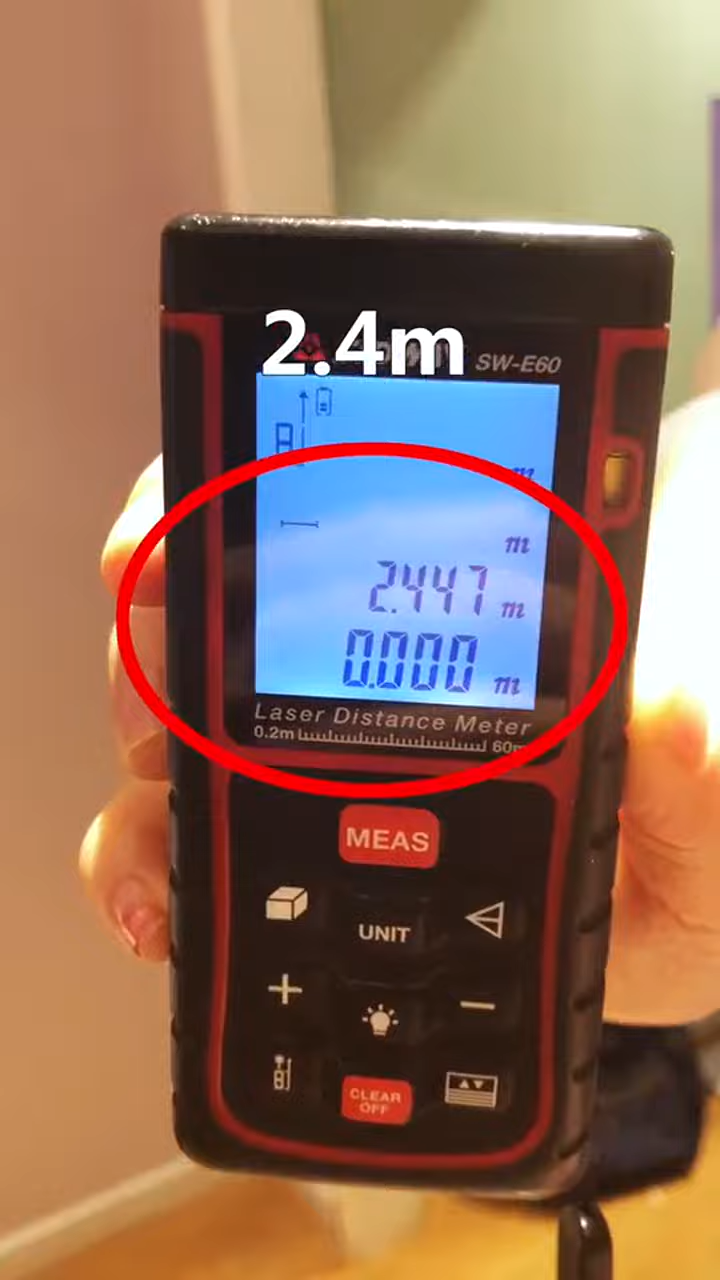 2.4m
SW-E60
m
m
2.447 m
0.000 m
Laser Distance Meter
0.2m 60m
MEAS
UNIT
CLEAR
OFF